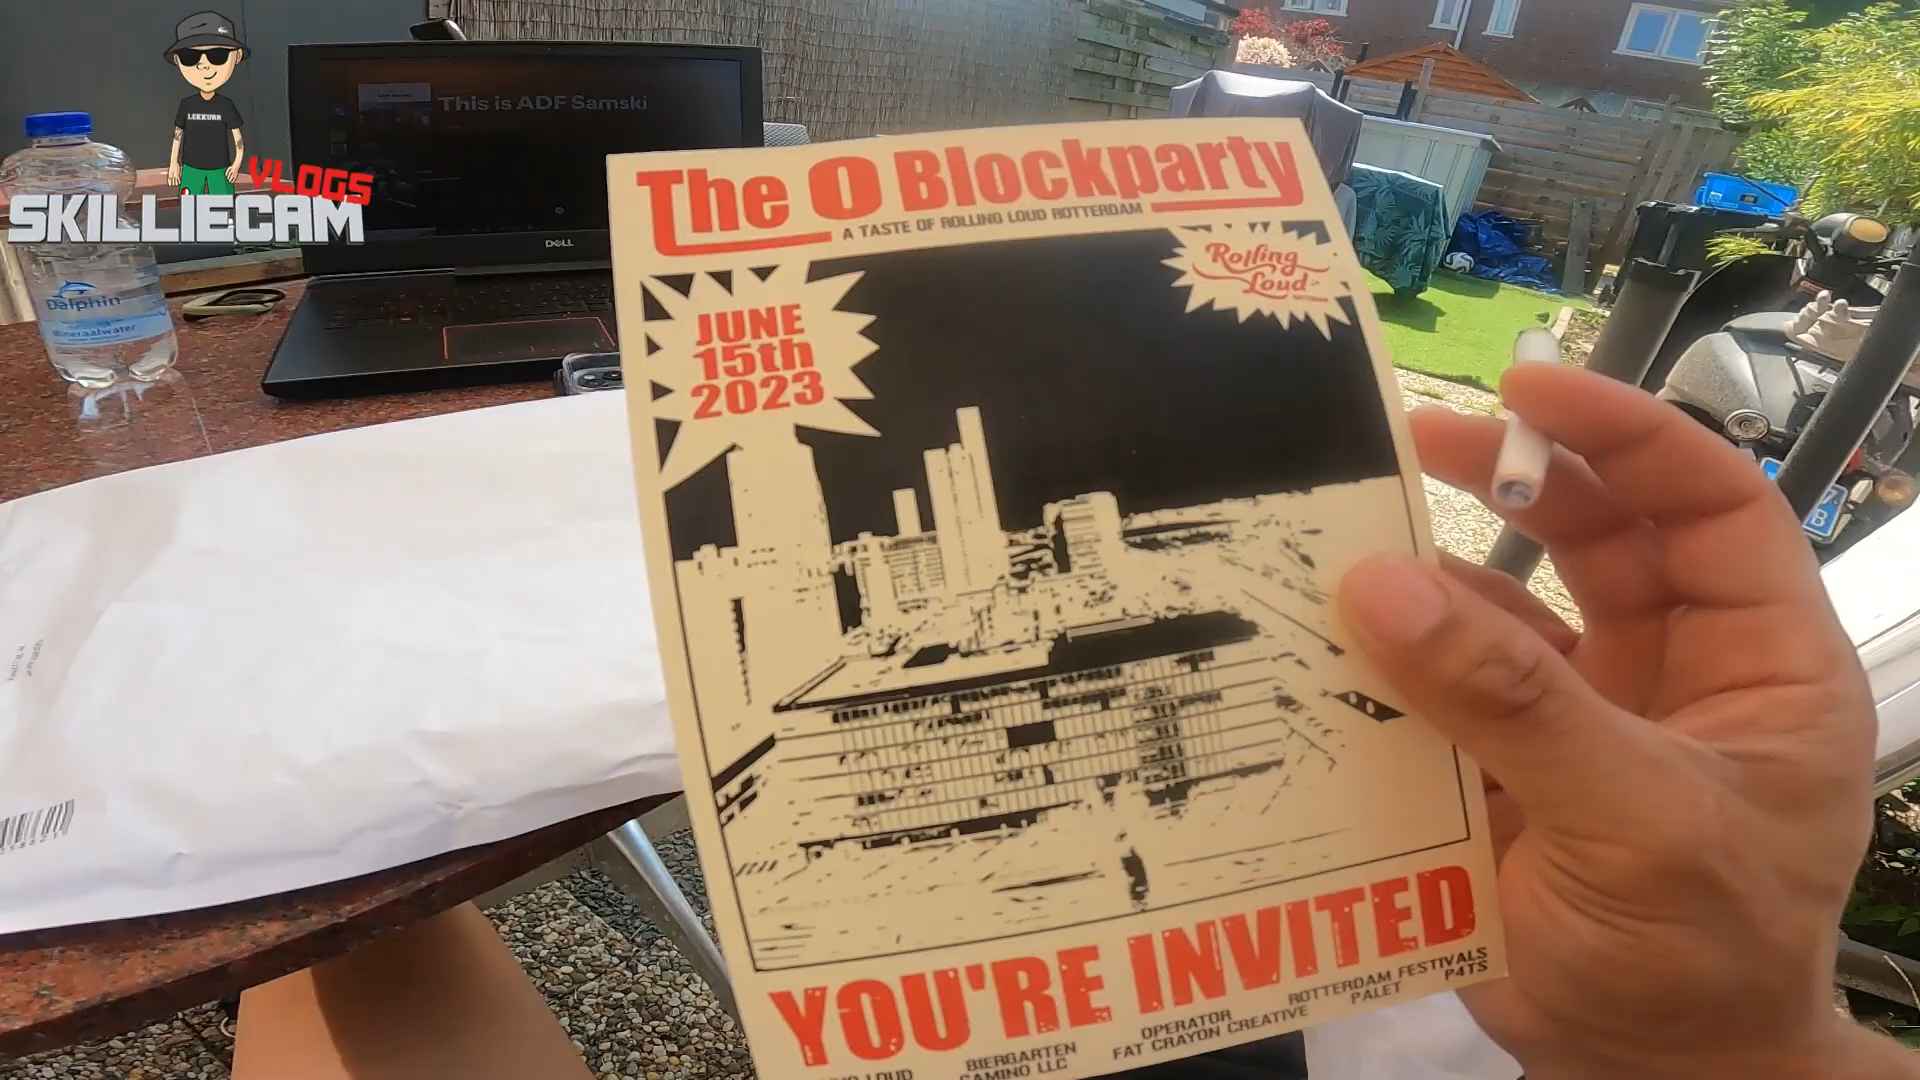 LEKKURR
VLOGS
SKILLIECAM
This is ADF Samski
DELL
Dolphin
Mineraalwater
The O Blockparty
A TASTE OF ROLLING LOUD ROTTERDAM
Rolling
Loud
JUNE
15th
2023
YOU'RE INVITED
ROTTERDAM FESTIVALS
P4TS
PALET
OPERATOR
FAT CRAYON CREATIVE
BIERGARTEN
CAMINO LLC
LOUD